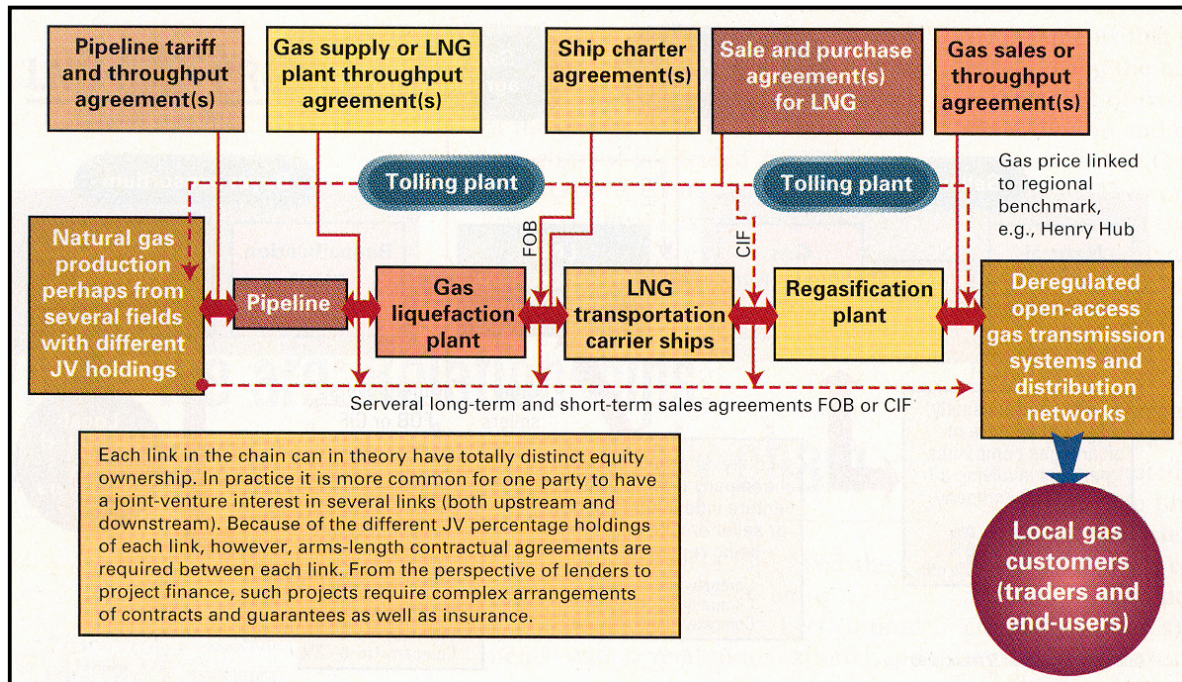 Pipeline tariff
and throughput
agreement(s)
Gas supply or LNG
plant throughput
agreement(s)
Ship charter
agreement(s)
Sale and purchase
agreement(s)
for LNG
Gas sales or
throughput
agreement(s)
Tolling plant
Tolling plant
Gas price linked
to regional
benchmark,
e.g., Henry Hub
FOB
CIF
Natural gas
production
perhaps from
several fields
with different
JV holdings
Pipeline
Gas
liquefaction
plant
LNG
transportation
carrier ships
Regasification
plant
Deregulated
open-access
gas transmission
systems and
distribution
networks
Serveral long-term and short-term sales agreements FOB or CIF
Each link in the chain can in theory have totally distinct equity
ownership. In practice it is more common for one party to have
a joint-venture interest in several links (both upstream and
downstream). Because of the different JV percentage holdings
of each link, however, arms-length contractual agreements are
required between each link. From the perspective of lenders to
project finance, such projects require complex arrangements
of contracts and guarantees as well as insurance.
Local gas
customers
(traders and
end-users)